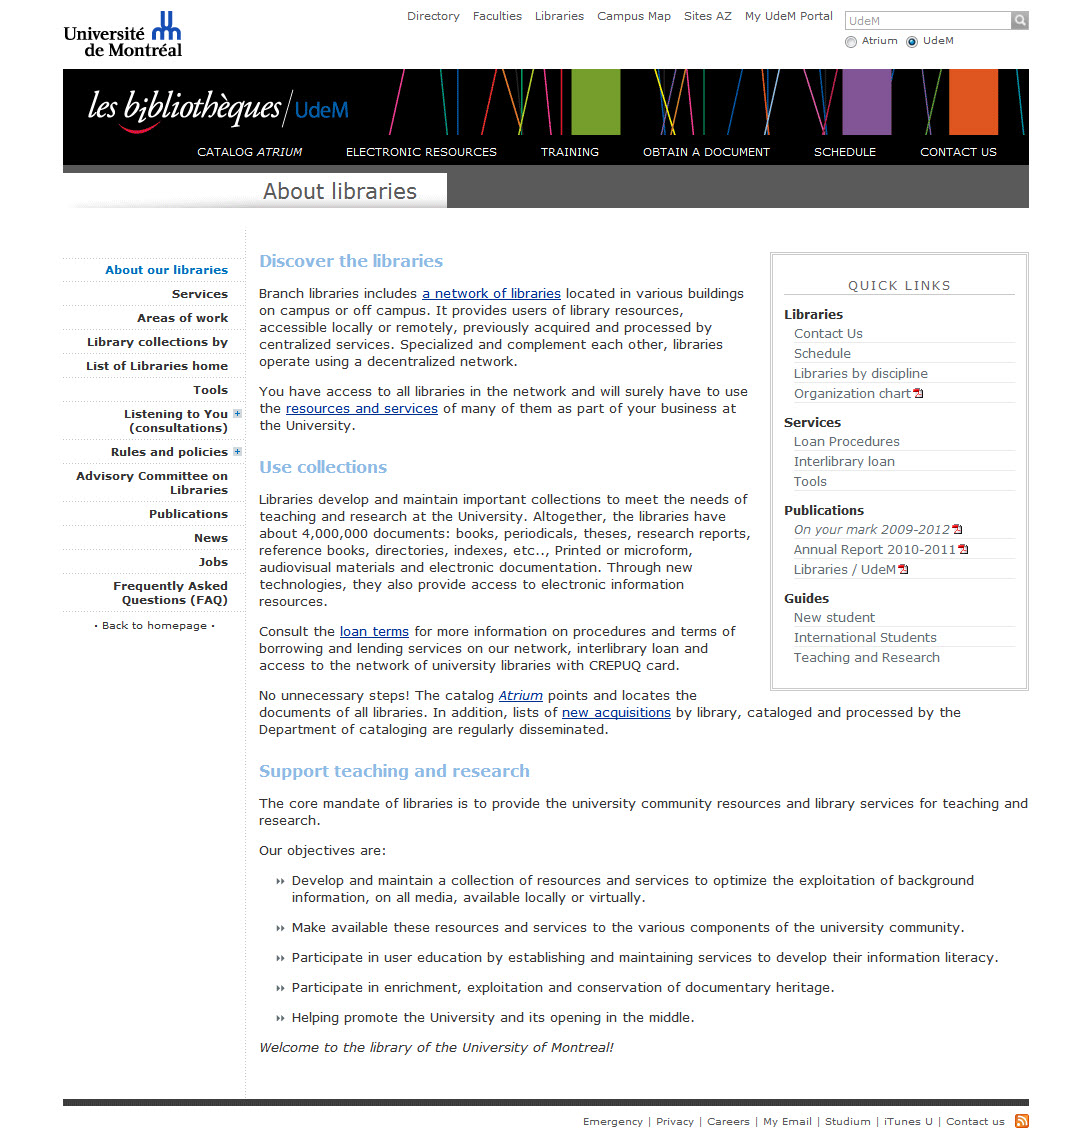 Université
de Montréal
Directory Faculties Libraries Campus Map Sites AZ My UdeM Portal
UdeM
Atrium UdeM
les bibliothèques/UdeM
CATALOG ATRIUM ELECTRONIC RESOURCES TRAINING OBTAIN A DOCUMENT SCHEDULE CONTACT US
About libraries
About our libraries
Services
Areas of work
Library collections by
List of Libraries home
Tools
Listening to You
(consultations)
Rules and policies
Advisory Committee on
Libraries
Publications
News
Jobs
Frequently Asked
Questions (FAQ)
· Back to homepage ·
Discover the libraries
Branch libraries includes a network of libraries located in various buildings
on campus or off campus. It provides users of library resources,
accessible locally or remotely, previously acquired and processed by
centralized services. Specialized and complement each other, libraries
operate using a decentralized network.
You have access to all libraries in the network and will surely have to use
the resources and services of many of them as part of your business at
the University.
Use collections
Libraries develop and maintain important collections to meet the needs of
teaching and research at the University. Altogether, the libraries have
about 4,000,000 documents: books, periodicals, theses, research reports,
reference books, directories, indexes, etc.., Printed or microform,
audiovisual materials and electronic documentation. Through new
technologies, they also provide access to electronic information
resources.
Consult the loan terms for more information on procedures and terms of
borrowing and lending services on our network, interlibrary loan and
access to the network of university libraries with CREPUQ card.
No unnecessary steps! The catalog Atrium points and locates the
documents of all libraries. In addition, lists of new acquisitions by library, cataloged and processed by the
Department of cataloging are regularly disseminated.
Support teaching and research
The core mandate of libraries is to provide the university community resources and library services for teaching and
research.
Our objectives are:
Develop and maintain a collection of resources and services to optimize the exploitation of background
information, on all media, available locally or virtually.
Make available these resources and services to the various components of the university community.
Participate in user education by establishing and maintaining services to develop their information literacy.
Participate in enrichment, exploitation and conservation of documentary heritage.
Helping promote the University and its opening in the middle.
Welcome to the library of the University of Montreal!
QUICK LINKS
Libraries
Contact Us
Schedule
Libraries by discipline
Organization chart
Services
Loan Procedures
Interlibrary loan
Tools
Publications
On your mark 2009-2012
Annual Report 2010-2011
Libraries / UdeM
Guides
New student
International Students
Teaching and Research
Emergency | Privacy | Careers | My Email | Studium | iTunes U | Contact us